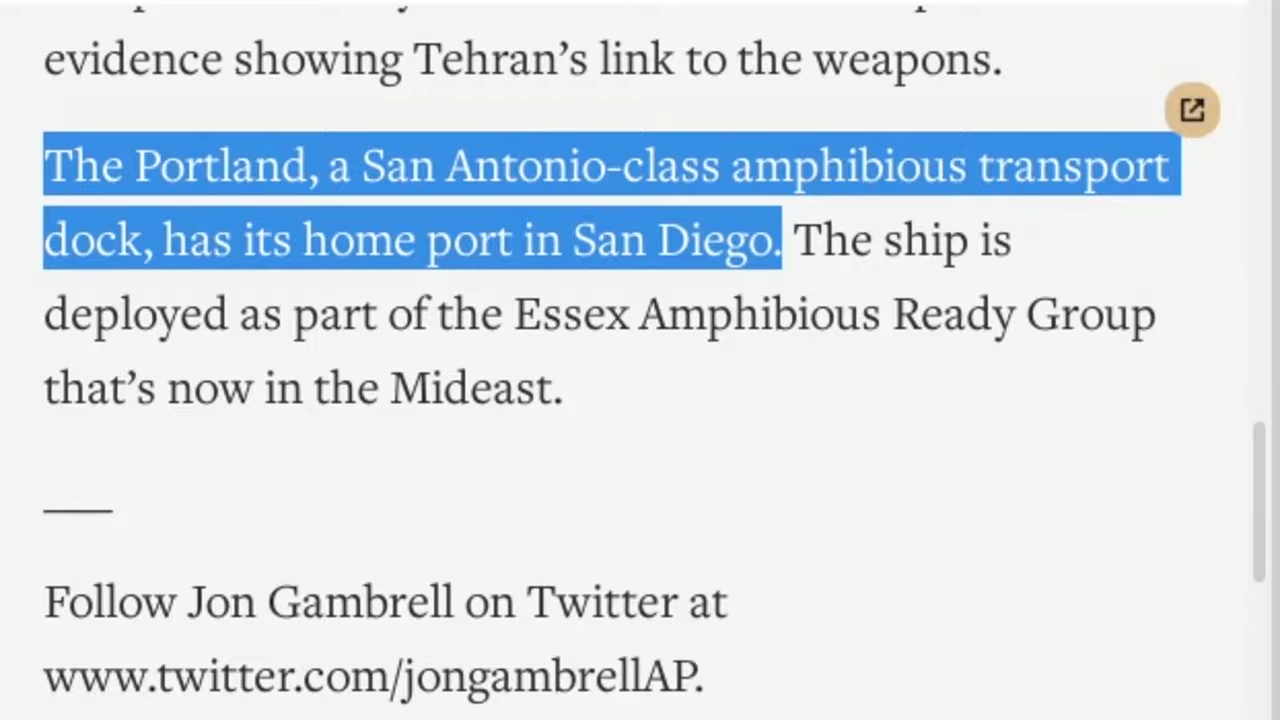 evidence showing Tehran’s link to the weapons.
The Portland, a San Antonio-class amphibious transport
dock, has its home port in San Diego. The ship is
deployed as part of the Essex Amphibious Ready Group
that’s now in the Mideast.
Follow Jon Gambrell on Twitter at
www.twitter.com/jongambrellAP.